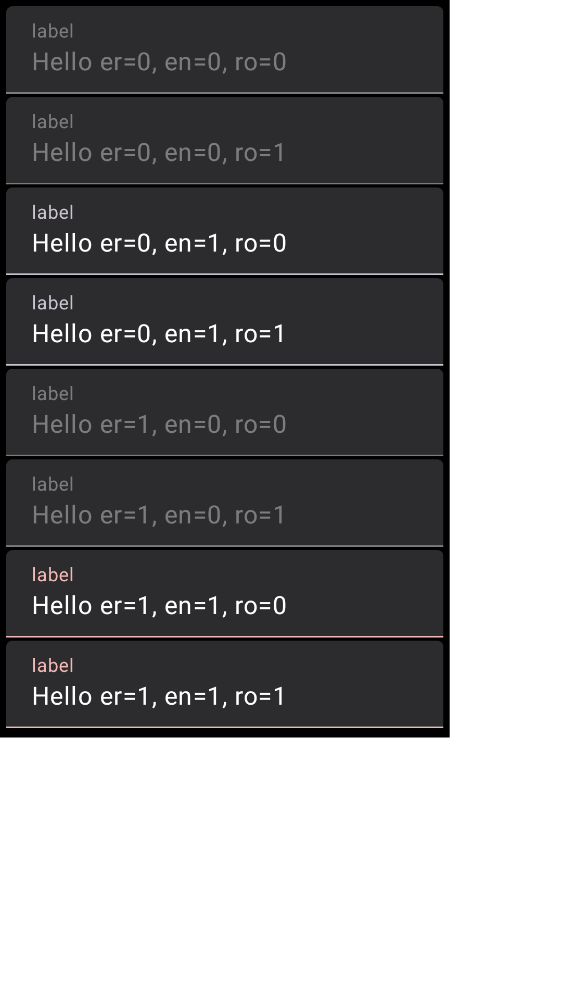 label
Hello er=0, en=0, ro=0
label
Hello er=0, en=0, ro=1
label
Hello er=0, en=1, ro=0
label
Hello er=0, en=1, ro=1
label
Hello er=1, en=0, ro=0
label
Hello er=1, en=0, ro=1
label
Hello er=1, en=1, ro=0
label
Hello er=1, en=1, ro=1